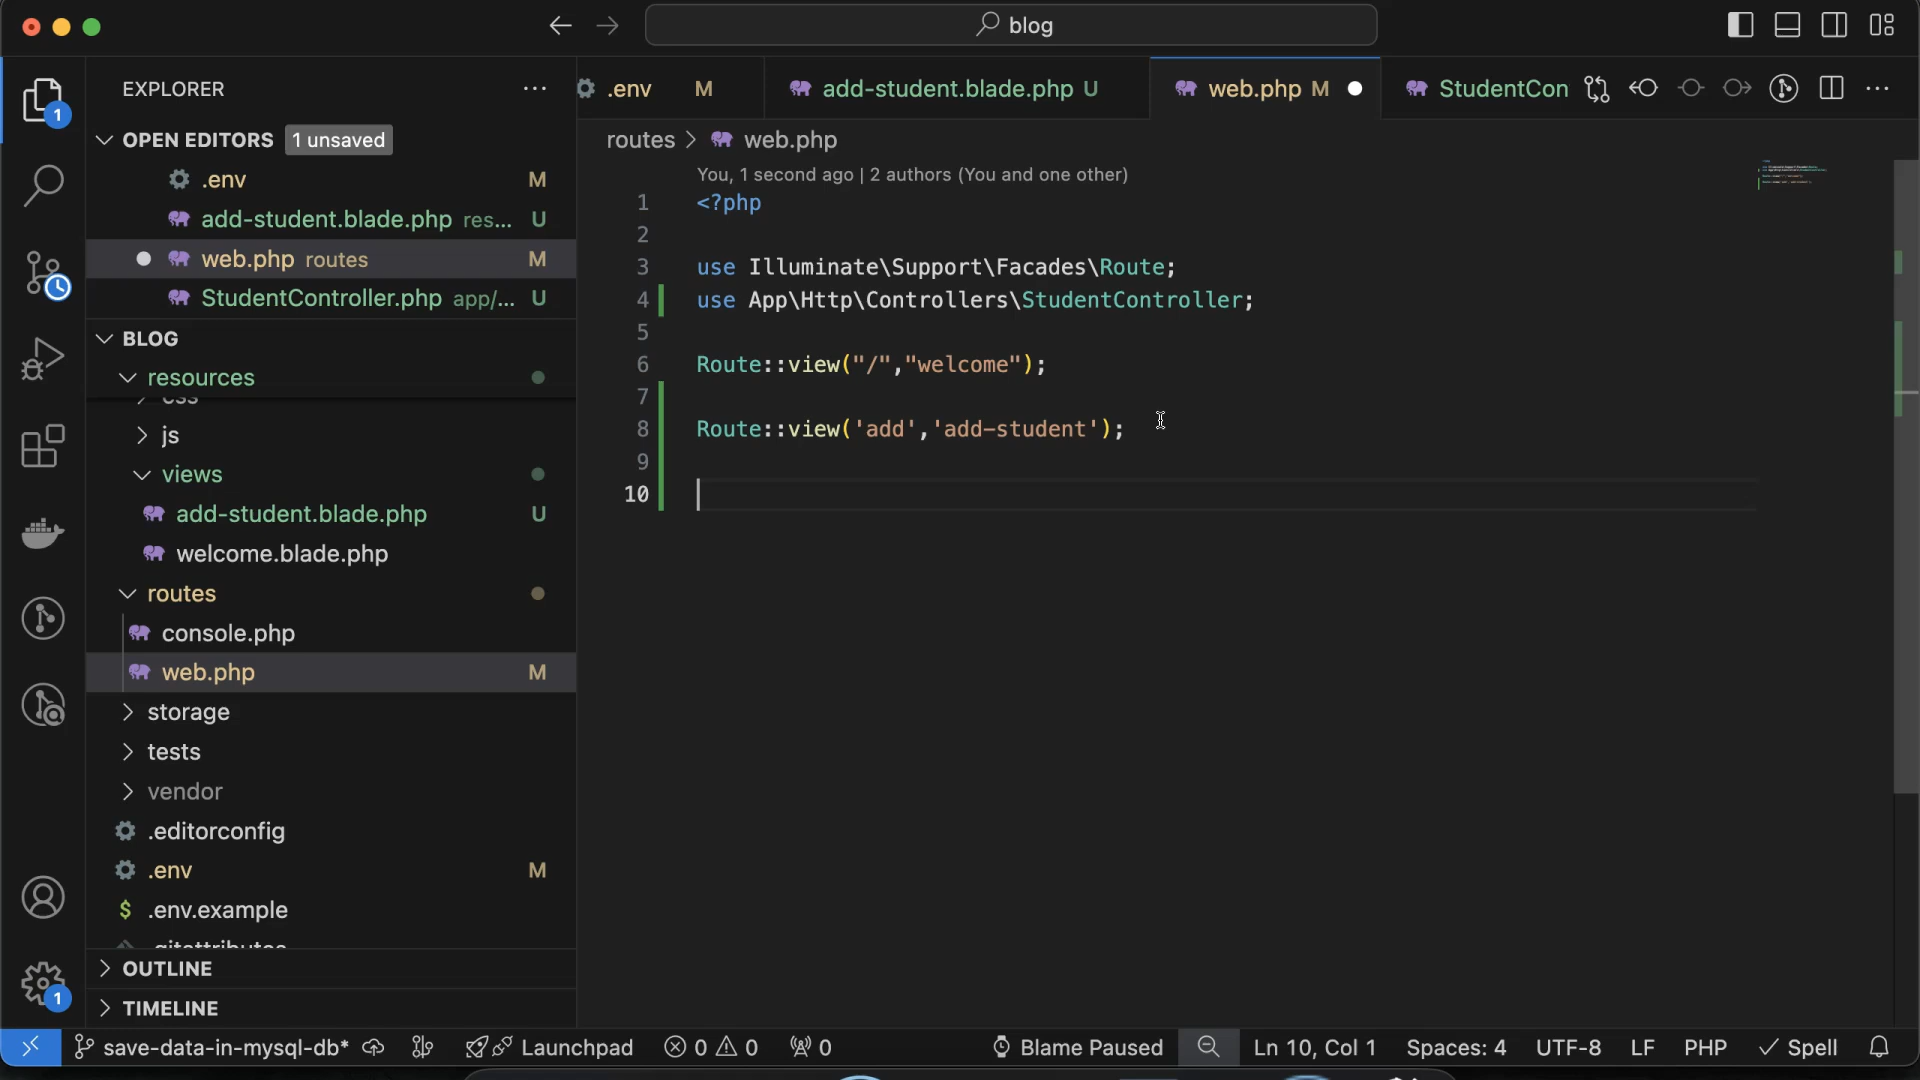 blog
EXPLORER
OPEN EDITORS 1 unsaved
.env M
add-student.blade.php res... U
web.php routes M
StudentController.php app/... U
BLOG
resources
css
js
views
add-student.blade.php U
welcome.blade.php
routes
console.php
web.php M
storage
tests
vendor
.editorconfig
.env M
$ .env.example
.gitattributes
OUTLINE
TIMELINE
1
1
.env M
add-student.blade.php U
web.php M
StudentCon
routes > web.php
You, 1 second ago | 2 authors (You and one other)
1 <?php
2
3 use Illuminate\Support\Facades\Route;
4 use App\Http\Controllers\StudentController;
5
6 Route::view("/","welcome");
7
8 Route::view('add','add-student');
9
10
save-data-in-mysql-db* Launchpad 0 0 0 Blame Paused Ln 10, Col 1 Spaces: 4 UTF-8 LF PHP Spell